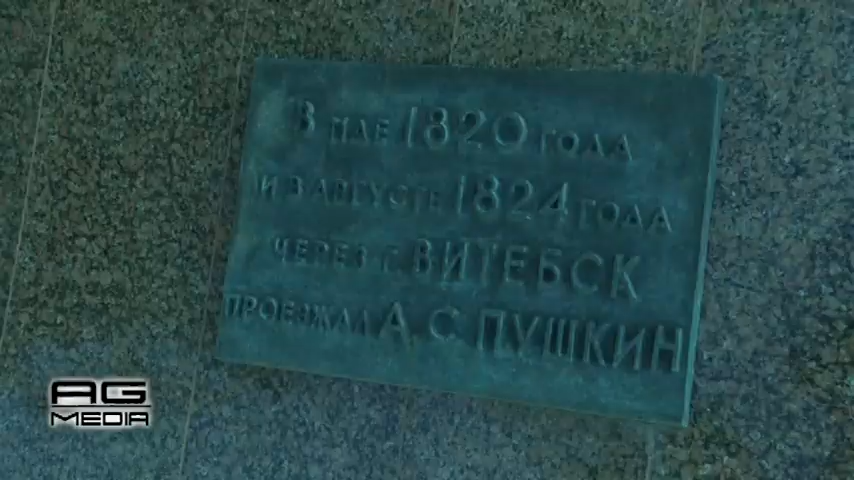 В МАЕ 1820 ГОДА
И В АВГУСТЕ 1824 ГОДА
ЧЕРЕЗ Г. ВИТЕБСК
ПРОЕЗЖАЛ А. С. ПУШКИН
AG
MEDIA